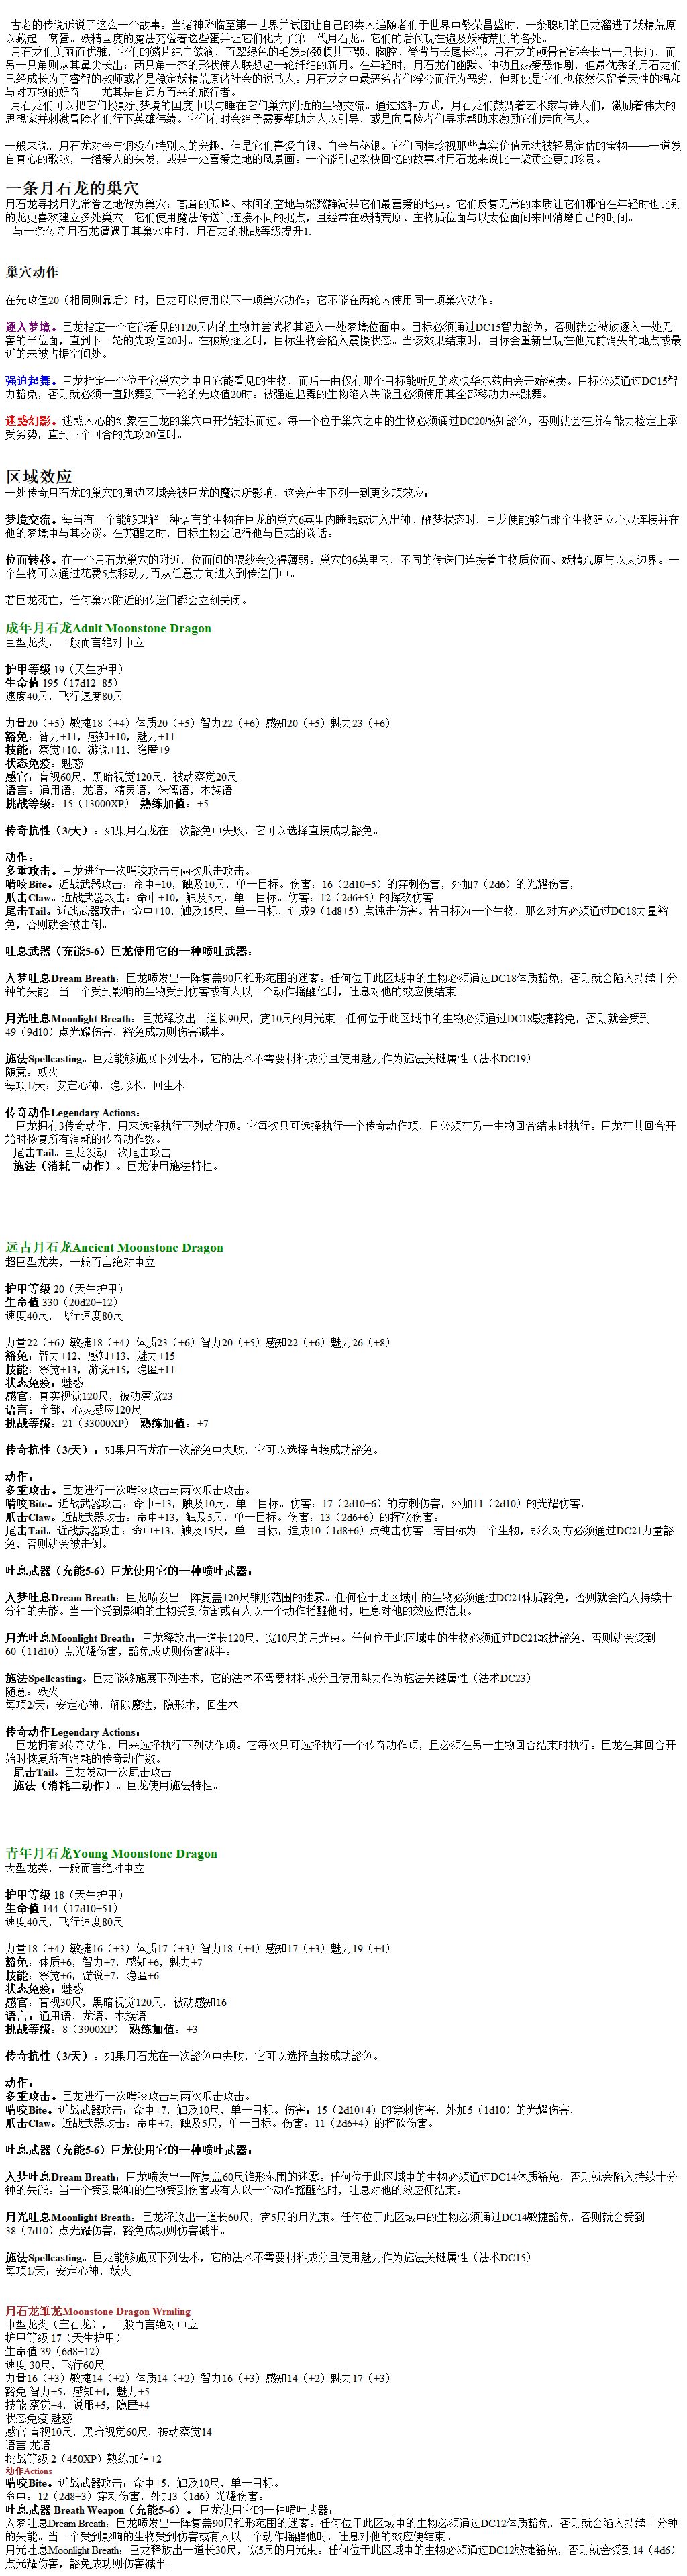 古老的传说诉说了这么一个故事：当诸神降临至第一世界并试图让自己的类人追随者们于世界中繁荣昌盛时，一条聪明的巨龙溜进了妖精荒原
以藏起一窝蛋。妖精国度的魔法充溢着这些蛋并让它们化为了第一代月石龙。它们的后代现在遍及妖精荒原的各处。
月石龙们美丽而优雅，它们的鳞片纯白欲滴，而翠绿色的毛发环颈顺其下颚、胸腔、脊背与长尾长满。月石龙的颅骨背部会长出一只长角，而
另一只角则从其鼻尖长出；两只角一齐的形状使人联想起一轮纤细的新月。在年轻时，月石龙们幽默、冲动且热爱恶作剧，但最优秀的月石龙们
已经成长为了睿智的教师或者是稳定妖精荒原诸社会的说书人。月石龙之中最恶劣者们浮夸而行为恶劣，但即使是它们也依然保留着天性的温和
与对万物的好奇——尤其是自远方而来的旅行者。
月石龙们可以把它们投影到梦境的国度中以与睡在它们巢穴附近的生物交流。通过这种方式，月石龙们鼓舞着艺术家与诗人们，激励着伟大的
思想家并刺激冒险者们行下英雄伟绩。它们有时会给予需要帮助之人以引导，或是向冒险者们寻求帮助来激励它们走向伟大。
一般来说，月石龙对金与铜没有特别大的兴趣，但是它们喜爱白银、白金与秘银。它们同样珍视那些真实价值无法被轻易定估的宝物——一道发
自真心的歌咏，一绺爱人的头发，或是一处喜爱之地的风景画。一个能引起欢快回忆的故事对月石龙来说比一袋黄金更加珍贵。
一条月石龙的巢穴
月石龙寻找月光常眷之地做为巢穴：高耸的孤峰、林间的空地与粼粼静湖是它们最喜爱的地点。它们反复无常的本质让它们哪怕在年轻时也比别
的龙更喜欢建立多处巢穴。它们使用魔法传送门连接不同的据点，且经常在妖精荒原、主物质位面与以太位面间来回消磨自己的时间。
与一条传奇月石龙遭遇于其巢穴中时，月石龙的挑战等级提升1.
巢穴动作
在先攻值20（相同则靠后）时，巨龙可以使用以下一项巢穴动作；它不能在两轮内使用同一项巢穴动作。
逐入梦境。巨龙指定一个它能看见的120尺内的生物并尝试将其逐入一处梦境位面中。目标必须通过DC15智力豁免，否则就会被放逐入一处无
害的半位面，直到下一轮的先攻值20时。在被放逐之时，目标生物会陷入震慑状态。当该效果结束时，目标会重新出现在他先前消失的地点或最
近的未被占据空间处。
强迫起舞。巨龙指定一个位于它巢穴之中且它能看见的生物，而后一曲仅有那个目标能听见的欢快华尔兹曲会开始演奏。目标必须通过DC15智
力豁免，否则就必须一直跳舞到下一轮的先攻值20时。被强迫起舞的生物陷入失能且必须使用其全部移动力来跳舞。
迷惑幻影。迷惑人心的幻象在巨龙的巢穴中开始轻掠而过。每一个位于巢穴之中的生物必须通过DC20感知豁免，否则就会在所有能力检定上承
受劣势，直到下个回合的先攻20值时。
区域效应
一处传奇月石龙的巢穴的周边区域会被巨龙的魔法所影响，这会产生下列一到更多项效应：
梦境交流。每当有一个能够理解一种语言的生物在巨龙的巢穴6英里内睡眠或进入出神、醒梦状态时，巨龙便能够与那个生物建立心灵连接并在
他的梦境中与其交谈。在苏醒之时，目标生物会记得他与巨龙的谈话。
位面转移。在一个月石龙巢穴的附近，位面间的隔纱会变得薄弱。巢穴的6英里内，不同的传送门连接着主物质位面、妖精荒原与以太边界。一
个生物可以通过花费5点移动力而从任意方向进入到传送门中。
若巨龙死亡，任何巢穴附近的传送门都会立刻关闭。
成年月石龙Adult Moonstone Dragon
巨型龙类，一般而言绝对中立
护甲等级 19（天生护甲）
生命值 195（17d12+85）
速度40尺，飞行速度80尺
力量20（+5）敏捷18（+4）体质20（+5）智力22（+6）感知20（+5）魅力23（+6）
豁免：智力+11，感知+10，魅力+11
技能：察觉+10，游说+11，隐匿+9
状态免疫：魅惑
感官：盲视60尺，黑暗视觉120尺，被动察觉20尺
语言：通用语，龙语，精灵语，侏儒语，木族语
挑战等级：15（13000XP） 熟练加值：+5
传奇抗性（3/天）：如果月石龙在一次豁免中失败，它可以选择直接成功豁免。
动作：
多重攻击。巨龙进行一次啃咬攻击与两次爪击攻击。
啃咬Bite。近战武器攻击：命中+10，触及10尺，单一目标。伤害：16（2d10+5）的穿刺伤害，外加7（2d6）的光耀伤害，
爪击Claw。近战武器攻击：命中+10，触及5尺，单一目标。伤害：12（2d6+5）的挥砍伤害。
尾击Tail。近战武器攻击：命中+10，触及15尺，单一目标，造成9（1d8+5）点钝击伤害。若目标为一个生物，那么对方必须通过DC18力量豁
免，否则就会被击倒。
吐息武器（充能5-6）巨龙使用它的一种喷吐武器：
入梦吐息Dream Breath：巨龙喷发出一阵复盖90尺锥形范围的迷雾。任何位于此区域中的生物必须通过DC18体质豁免，否则就会陷入持续十分
钟的失能。当一个受到影响的生物受到伤害或有人以一个动作摇醒他时，吐息对他的效应便结束。
月光吐息Moonlight Breath：巨龙释放出一道长90尺，宽10尺的月光束。任何位于此区域中的生物必须通过DC18敏捷豁免，否则就会受到
49（9d10）点光耀伤害，豁免成功则伤害减半。
施法Spellcasting。巨龙能够施展下列法术，它的法术不需要材料成分且使用魅力作为施法关键属性（法术DC19）
随意：妖火
每项1/天：安定心神，隐形术，回生术
传奇动作Legendary Actions：
巨龙拥有3传奇动作，用来选择执行下列动作项。它每次只可选择执行一个传奇动作项，且必须在另一生物回合结束时执行。巨龙在其回合开
始时恢复所有消耗的传奇动作数。
尾击Tail。巨龙发动一次尾击攻击
施法（消耗二动作）。巨龙使用施法特性。
远古月石龙Ancient Moonstone Dragon
超巨型龙类，一般而言绝对中立
护甲等级 20（天生护甲）
生命值 330（20d20+12）
速度40尺，飞行速度80尺
力量22（+6）敏捷18（+4）体质23（+6）智力20（+5）感知22（+6）魅力26（+8）
豁免：智力+12，感知+13，魅力+15
技能：察觉+13，游说+15，隐匿+11
状态免疫：魅惑
感官：真实视觉120尺，被动察觉23
语言：全部，心灵感应120尺
挑战等级：21（33000XP） 熟练加值：+7
传奇抗性（3/天）：如果月石龙在一次豁免中失败，它可以选择直接成功豁免。
动作：
多重攻击。巨龙进行一次啃咬攻击与两次爪击攻击。
啃咬Bite。近战武器攻击：命中+13，触及10尺，单一目标。伤害：17（2d10+6）的穿刺伤害，外加11（2d10）的光耀伤害，
爪击Claw。近战武器攻击：命中+13，触及5尺，单一目标。伤害：13（2d6+6）的挥砍伤害。
尾击Tail。近战武器攻击：命中+13，触及15尺，单一目标，造成10（1d8+6）点钝击伤害。若目标为一个生物，那么对方必须通过DC21力量豁
免，否则就会被击倒。
吐息武器（充能5-6）巨龙使用它的一种喷吐武器：
入梦吐息Dream Breath：巨龙喷发出一阵复盖120尺锥形范围的迷雾。任何位于此区域中的生物必须通过DC21体质豁免，否则就会陷入持续十
分钟的失能。当一个受到影响的生物受到伤害或有人以一个动作摇醒他时，吐息对他的效应便结束。
月光吐息Moonlight Breath：巨龙释放出一道长120尺，宽10尺的月光束。任何位于此区域中的生物必须通过DC21敏捷豁免，否则就会受到
60（11d10）点光耀伤害，豁免成功则伤害减半。
施法Spellcasting。巨龙能够施展下列法术，它的法术不需要材料成分且使用魅力作为施法关键属性（法术DC23）
随意：妖火
每项2/天：安定心神，解除魔法，隐形术，回生术
传奇动作Legendary Actions：
巨龙拥有3传奇动作，用来选择执行下列动作项。它每次只可选择执行一个传奇动作项，且必须在另一生物回合结束时执行。巨龙在其回合开
始时恢复所有消耗的传奇动作数。
尾击Tail。巨龙发动一次尾击攻击
施法（消耗二动作）。巨龙使用施法特性。
青年月石龙Young Moonstone Dragon
大型龙类，一般而言绝对中立
护甲等级 18（天生护甲）
生命值 144（17d10+51）
速度40尺，飞行速度80尺
力量18（+4）敏捷16（+3）体质17（+3）智力18（+4）感知17（+3）魅力19（+4）
豁免：体质+6，智力+7，感知+6，魅力+7
技能：察觉+6，游说+7，隐匿+6
状态免疫：魅惑
感官：盲视30尺，黑暗视觉120尺，被动感知16
语言：通用语，龙语，木族语
挑战等级：8（3900XP） 熟练加值：+3
传奇抗性（3/天）：如果月石龙在一次豁免中失败，它可以选择直接成功豁免。
动作：
多重攻击。巨龙进行一次啃咬攻击与两次爪击攻击。
啃咬Bite。近战武器攻击：命中+7，触及10尺，单一目标。伤害：15（2d10+4）的穿刺伤害，外加5（1d10）的光耀伤害，
爪击Claw。近战武器攻击：命中+7，触及5尺，单一目标。伤害：11（2d6+4）的挥砍伤害。
吐息武器（充能5-6）巨龙使用它的一种喷吐武器：
入梦吐息Dream Breath：巨龙喷发出一阵复盖60尺锥形范围的迷雾。任何位于此区域中的生物必须通过DC14体质豁免，否则就会陷入持续十分
钟的失能。当一个受到影响的生物受到伤害或有人以一个动作摇醒他时，吐息对他的效应便结束。
月光吐息Moonlight Breath：巨龙释放出一道长60尺，宽5尺的月光束。任何位于此区域中的生物必须通过DC14敏捷豁免，否则就会受到
38（7d10）点光耀伤害，豁免成功则伤害减半。
施法Spellcasting。巨龙能够施展下列法术，它的法术不需要材料成分且使用魅力作为施法关键属性（法术DC15）
每项1/天：安定心神，妖火
月石龙雏龙Moonstone Dragon Wrmling
中型龙类（宝石龙），一般而言绝对中立
护甲等级 17（天生护甲）
生命值 39（6d8+12）
速度 30尺，飞行60尺
力量16（+3）敏捷14（+2）体质14（+2）智力16（+3）感知14（+2）魅力17（+3）
豁免 智力+5，感知+4，魅力+5
技能 察觉+4，说服+5，隐匿+4
状态免疫 魅惑
感官 盲视10尺，黑暗视觉60尺，被动察觉14
语言 龙语
挑战等级 2（450XP）熟练加值+2
动作Actions
啃咬Bite。近战武器攻击：命中+5，触及10尺，单一目标。
命中：12（2d8+3）穿刺伤害，外加3（1d6）光耀伤害。
吐息武器 Breath Weapon（充能5~6）。巨龙使用它的一种喷吐武器：
入梦吐息Dream Breath：巨龙喷发出一阵复盖90尺锥形范围的迷雾。任何位于此区域中的生物必须通过DC12体质豁免，否则就会陷入持续十分钟
的失能。当一个受到影响的生物受到伤害或有人以一个动作摇醒他时，吐息对他的效应便结束。
月光吐息Moonlight Breath：巨龙释放出一道长30尺，宽5尺的月光束。任何位于此区域中的生物必须通过DC12敏捷豁免，否则就会受到14（4d6）
点光耀伤害，豁免成功则伤害减半。